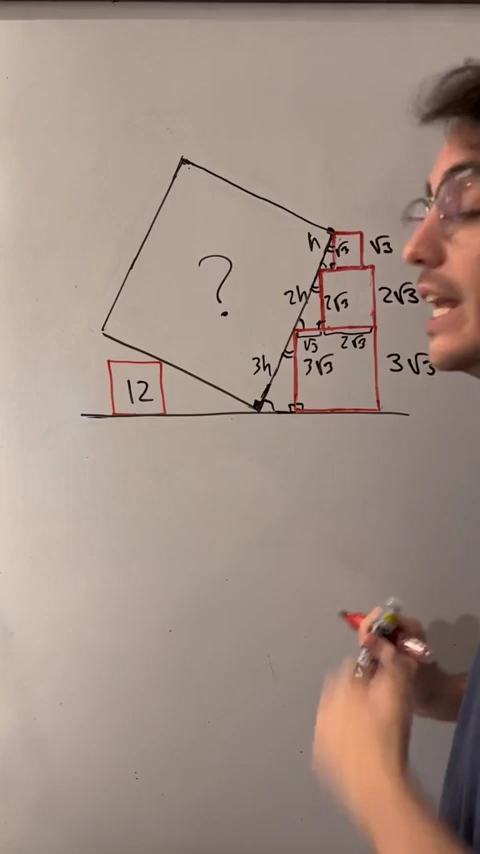 h √3 √3
?
2h 2√3 2√3
√3 2√3
3h 3√3 3√3
12